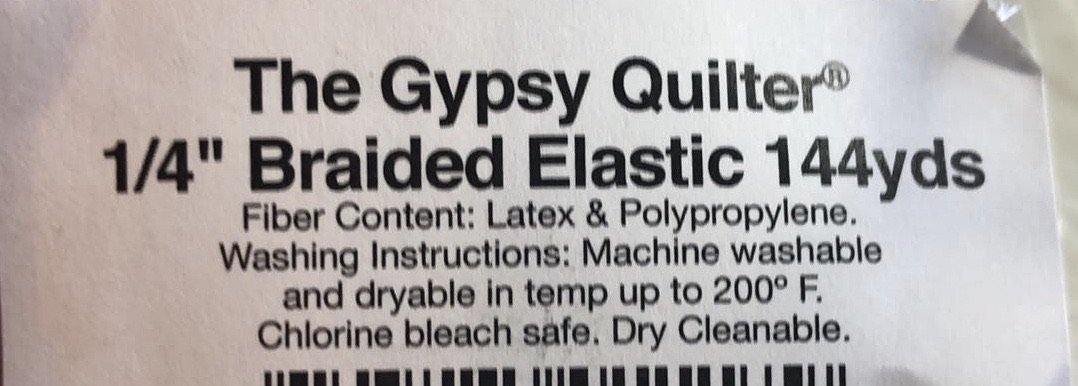 The Gypsy Quilter®
1/4" Braided Elastic 144yds
Fiber Content: Latex & Polypropylene.
Washing Instructions: Machine washable
and dryable in temp up to 200º F.
Chlorine bleach safe. Dry Cleanable.